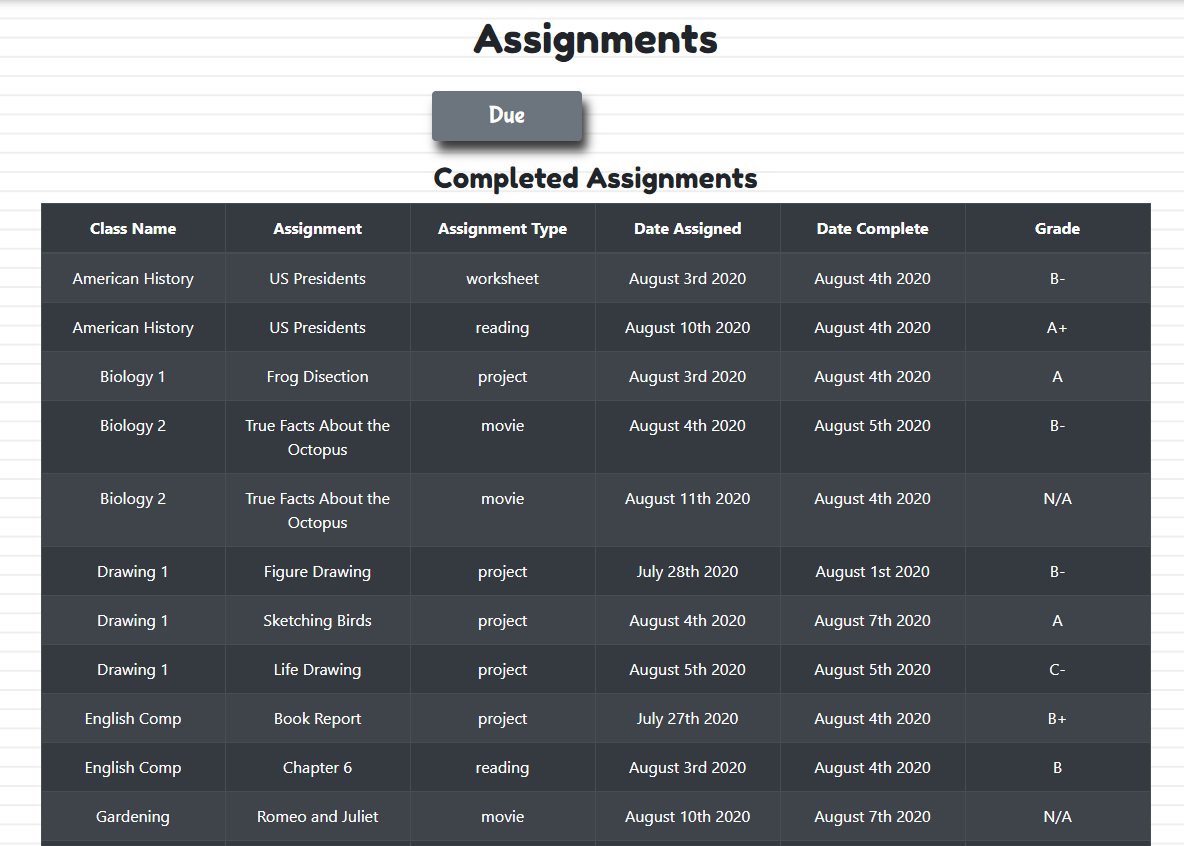 Assignments
Due
Completed Assignments
Class Name Assignment Assignment Type Date Assigned Date Complete Grade
American History US Presidents worksheet August 3rd 2020 August 4th 2020 B-
American History US Presidents reading August 10th 2020 August 4th 2020 A+
Biology 1 Frog Disection project August 3rd 2020 August 4th 2020 A
Biology 2 True Facts About the movie August 4th 2020 August 5th 2020 B-
Octopus
Biology 2 True Facts About the movie August 11th 2020 August 4th 2020 N/A
Octopus
Drawing 1 Figure Drawing project July 28th 2020 August 1st 2020 B-
Drawing 1 Sketching Birds project August 4th 2020 August 7th 2020 A
Drawing 1 Life Drawing project August 5th 2020 August 5th 2020 C-
English Comp Book Report project July 27th 2020 August 4th 2020 B+
English Comp Chapter 6 reading August 3rd 2020 August 4th 2020 B
Gardening Romeo and Juliet movie August 10th 2020 August 7th 2020 N/A